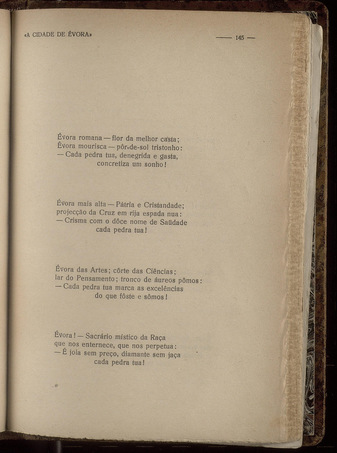 «A CIDADE DE ÉVORA»
— 145 —
Évora romana — flor da melhor casta;
Évora mourisca — pôr-de-sol tristonho:
— Cada pedra tua, denegrida e gasta,
concretiza um sonho!
Évora mais alta — Pátria e Cristandade;
projecção da Cruz em rija espada nua:
— Crisma com o dôce nome de Saüdade
cada pedra tua!
Évora das Artes; côrte das Ciências;
lar do Pensamento; tronco de áureos pômos:
— Cada pedra tua marca as excelências
do que fôste e sômos!
Évora! — Sacrário místico da Raça
que nos enternece, que nos perpetua:
— É joia sem preço, diamante sem jaça
cada pedra tua!